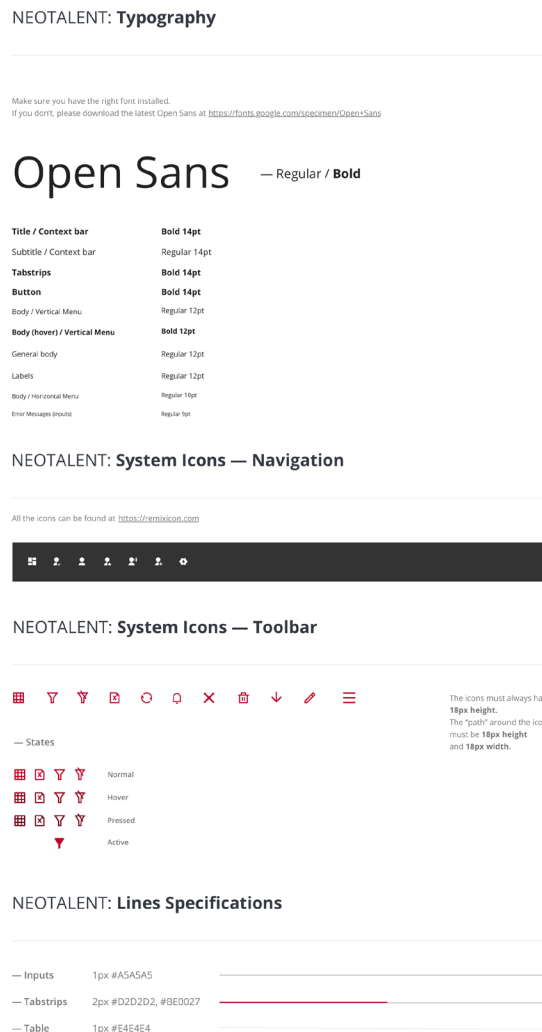 NEOTALENT: Typography
Make sure you have the right font installed.
If you don't, please download the latest Open Sans at https://fonts.google.com/specimen/Open+Sans
Open Sans — Regular / Bold
Title / Context bar Bold 14pt
Subtitle / Context bar Regular 14pt
Tabstrips Bold 14pt
Button Bold 14pt
Body / Vertical Menu Regular 12pt
Body (hover) / Vertical Menu Bold 12pt
General body Regular 12pt
Labels Regular 12pt
Body / Horizontal Menu Regular 10pt
Error Messages (inputs) Regular 9pt
NEOTALENT: System Icons — Navigation
All the icons can be found at https://remixicon.com
NEOTALENT: System Icons — Toolbar
The icons must always ha
18px height.
The "path" around the ico
must be 18px height
and 18px width.
— States
Normal
Hover
Pressed
Active
NEOTALENT: Lines Specifications
— Inputs 1px #A5A5A5
— Tabstrips 2px #D2D2D2, #BE0027
— Table 1px #E4E4E4